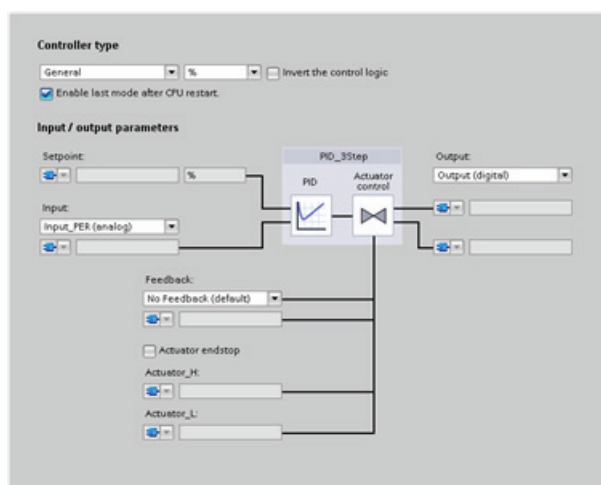 Controller type
General % Invert the control logic
Enable last mode after CPU restart.
Input / output parameters
PID_3Step
Setpoint: Output:
% PID Actuator control Output (digital)
Input:
Input_PER (analog)
Feedback:
No Feedback (default)
Actuator endstop
Actuator_H:
Actuator_L: